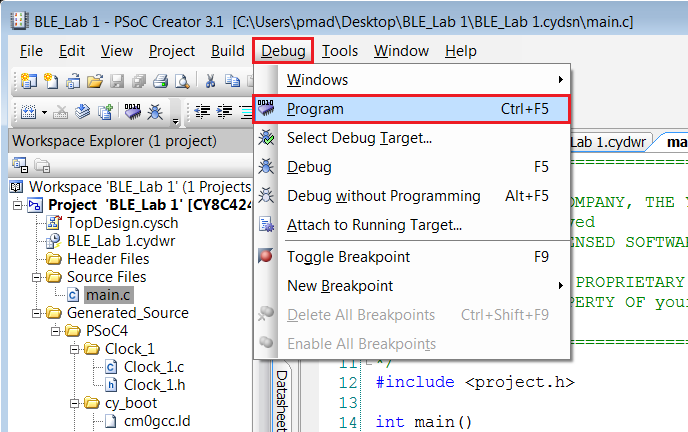 BLE_Lab 1 - PSoC Creator 3.1 [C:\Users\pmad\Desktop\BLE_Lab 1\BLE_Lab 1.cydsn\main.c]
File Edit View Project Build Debug Tools Window Help
Windows
Program Ctrl+F5
Select Debug Target...
Debug F5
Debug without Programming Alt+F5
Attach to Running Target...
Toggle Breakpoint F9
New Breakpoint
Delete All Breakpoints Ctrl+Shift+F9
Enable All Breakpoints
Workspace Explorer (1 project)
Workspace 'BLE_Lab 1' (1 Projects)
Project 'BLE_Lab 1' [CY8C424
TopDesign.cysch
BLE_Lab 1.cydwr
Header Files
Source Files
main.c
Generated_Source
PSoC4
Clock_1
Clock_1.c
Clock_1.h
cy_boot
cm0gcc.ld
Datasheet
Lab 1.cydwr ma
====================
OMPANY, THE Y
ved
ENSED SOFTWAR
PROPRIETARY
PERTY OF your
====================
11 */
12 #include <project.h>
13
14 int main()